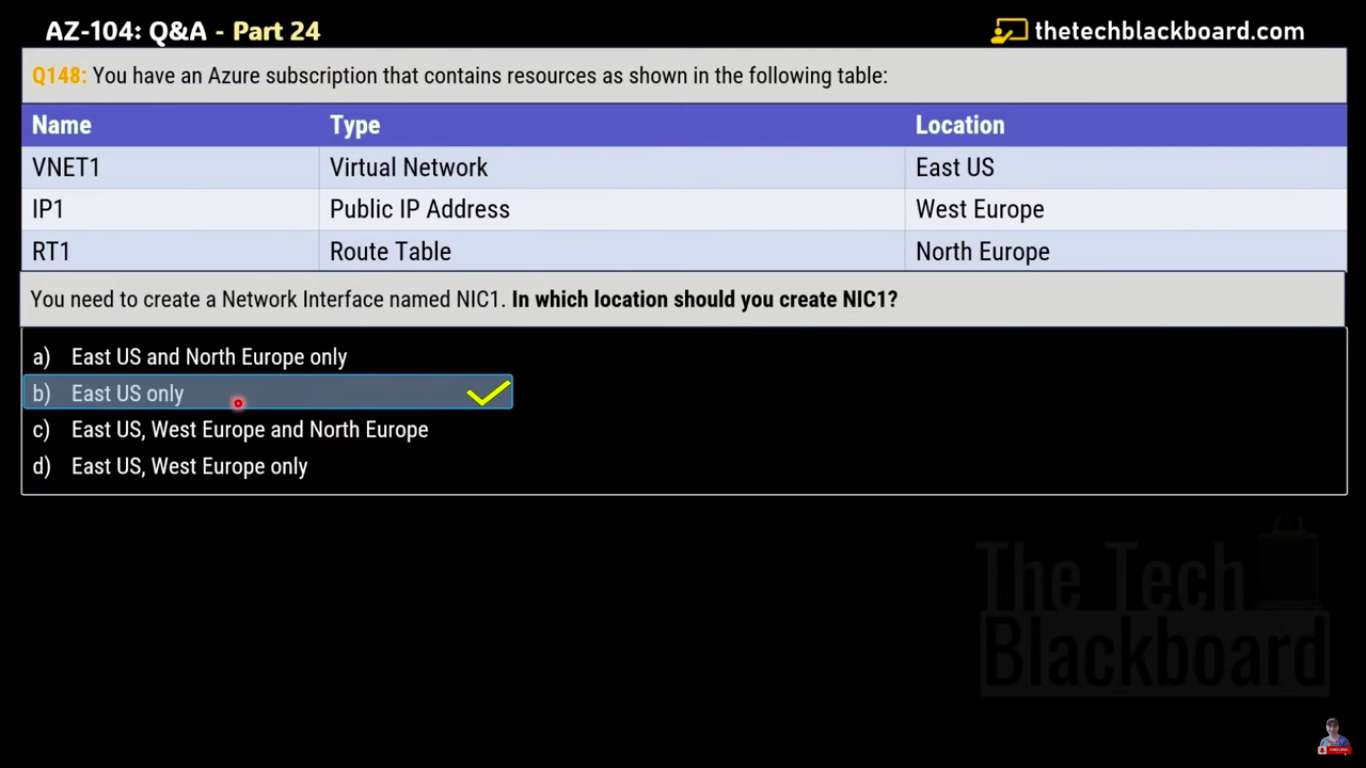 AZ-104: Q&A - Part 24
thetechblackboard.com
Q148: You have an Azure subscription that contains resources as shown in the following table:
Name Type Location
VNET1 Virtual Network East US
IP1 Public IP Address West Europe
RT1 Route Table North Europe
You need to create a Network Interface named NIC1. In which location should you create NIC1?
a) East US and North Europe only
b) East US only
c) East US, West Europe and North Europe
d) East US, West Europe only
The Tech
Blackboard